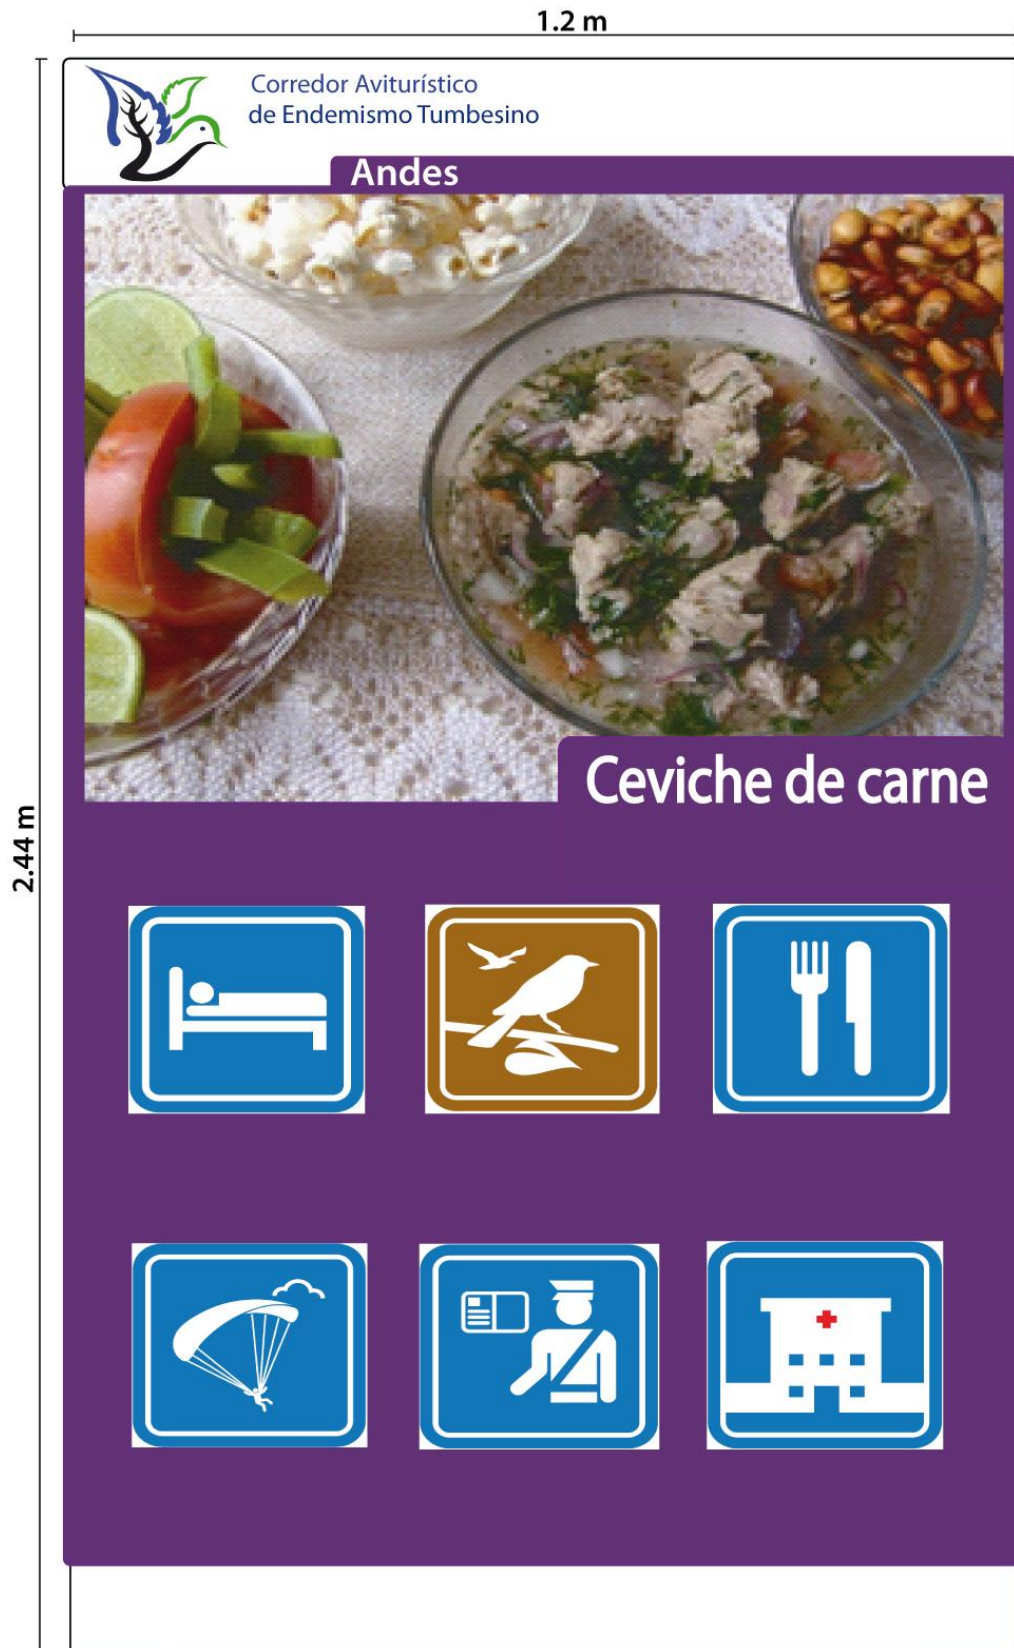 1.2 m
Corredor Aviturístico
de Endemismo Tumbesino
Andes
2.44 m
Ceviche de carne